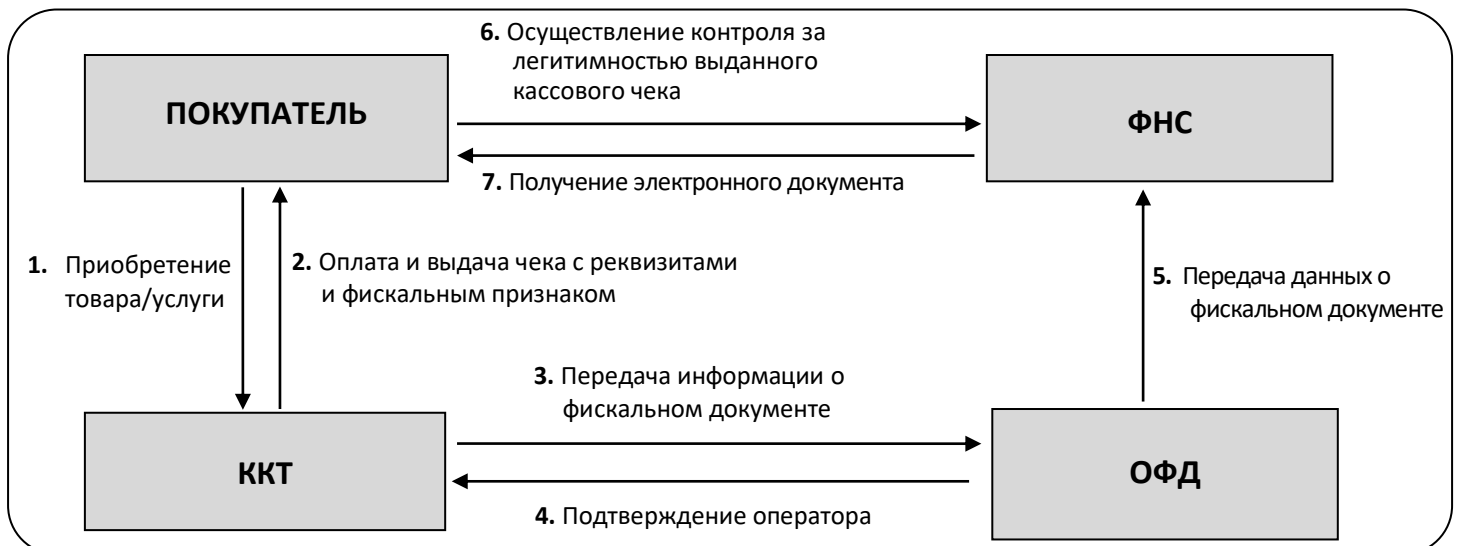 6. Осуществление контроля за
легитимностью выданного
кассового чека
ПОКУПАТЕЛЬ
ФНС
7. Получение электронного документа
1. Приобретение
товара/услуги
2. Оплата и выдача чека с реквизитами
и фискальным признаком
5. Передача данных о
фискальном документе
3. Передача информации о
фискальном документе
ККТ
ОФД
4. Подтверждение оператора